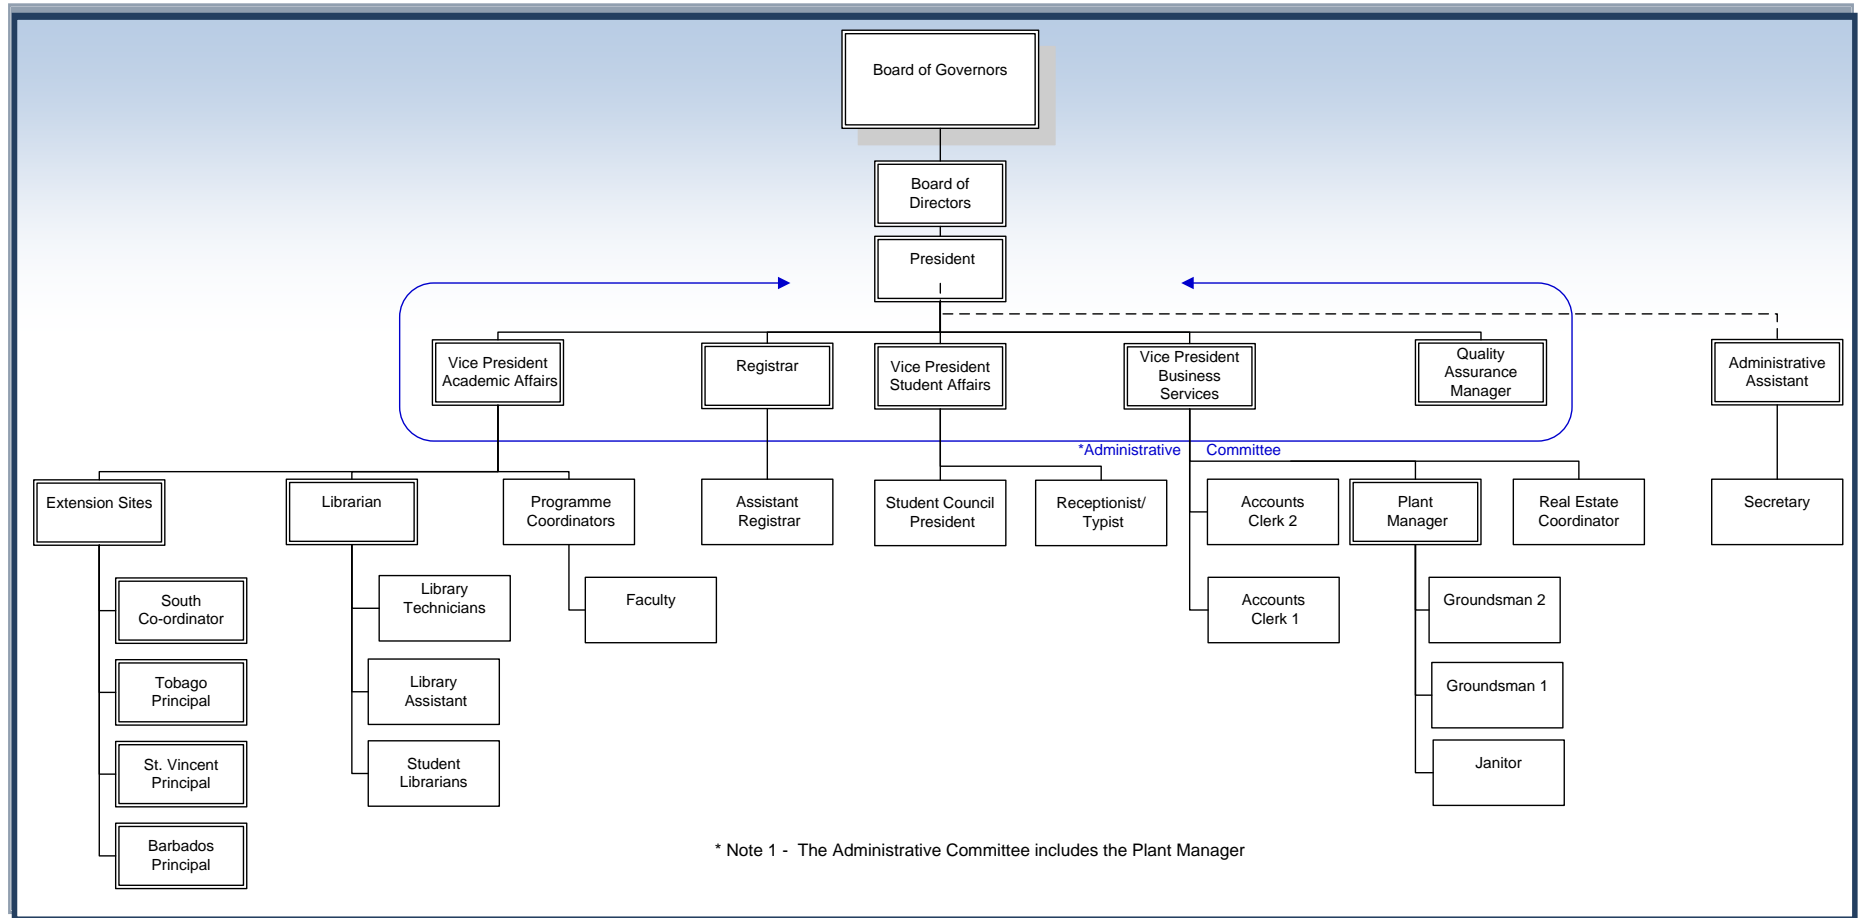 Board of Governors
Board of
Directors
President
Vice President
Academic Affairs
Registrar
Vice President
Student Affairs
Vice President
Business
Services
Quality
Assurance
Manager
Administrative
Assistant
*Administrative Committee
Extension Sites
Librarian
Programme
Coordinators
Assistant
Registrar
Student Council
President
Receptionist/
Typist
Accounts
Clerk 2
Plant
Manager
Real Estate
Coordinator
Secretary
South
Co-ordinator
Library
Technicians
Faculty
Accounts
Clerk 1
Groundsman 2
Tobago
Principal
Library
Assistant
Groundsman 1
St. Vincent
Principal
Student
Librarians
Janitor
Barbados
Principal
* Note 1 - The Administrative Committee includes the Plant Manager